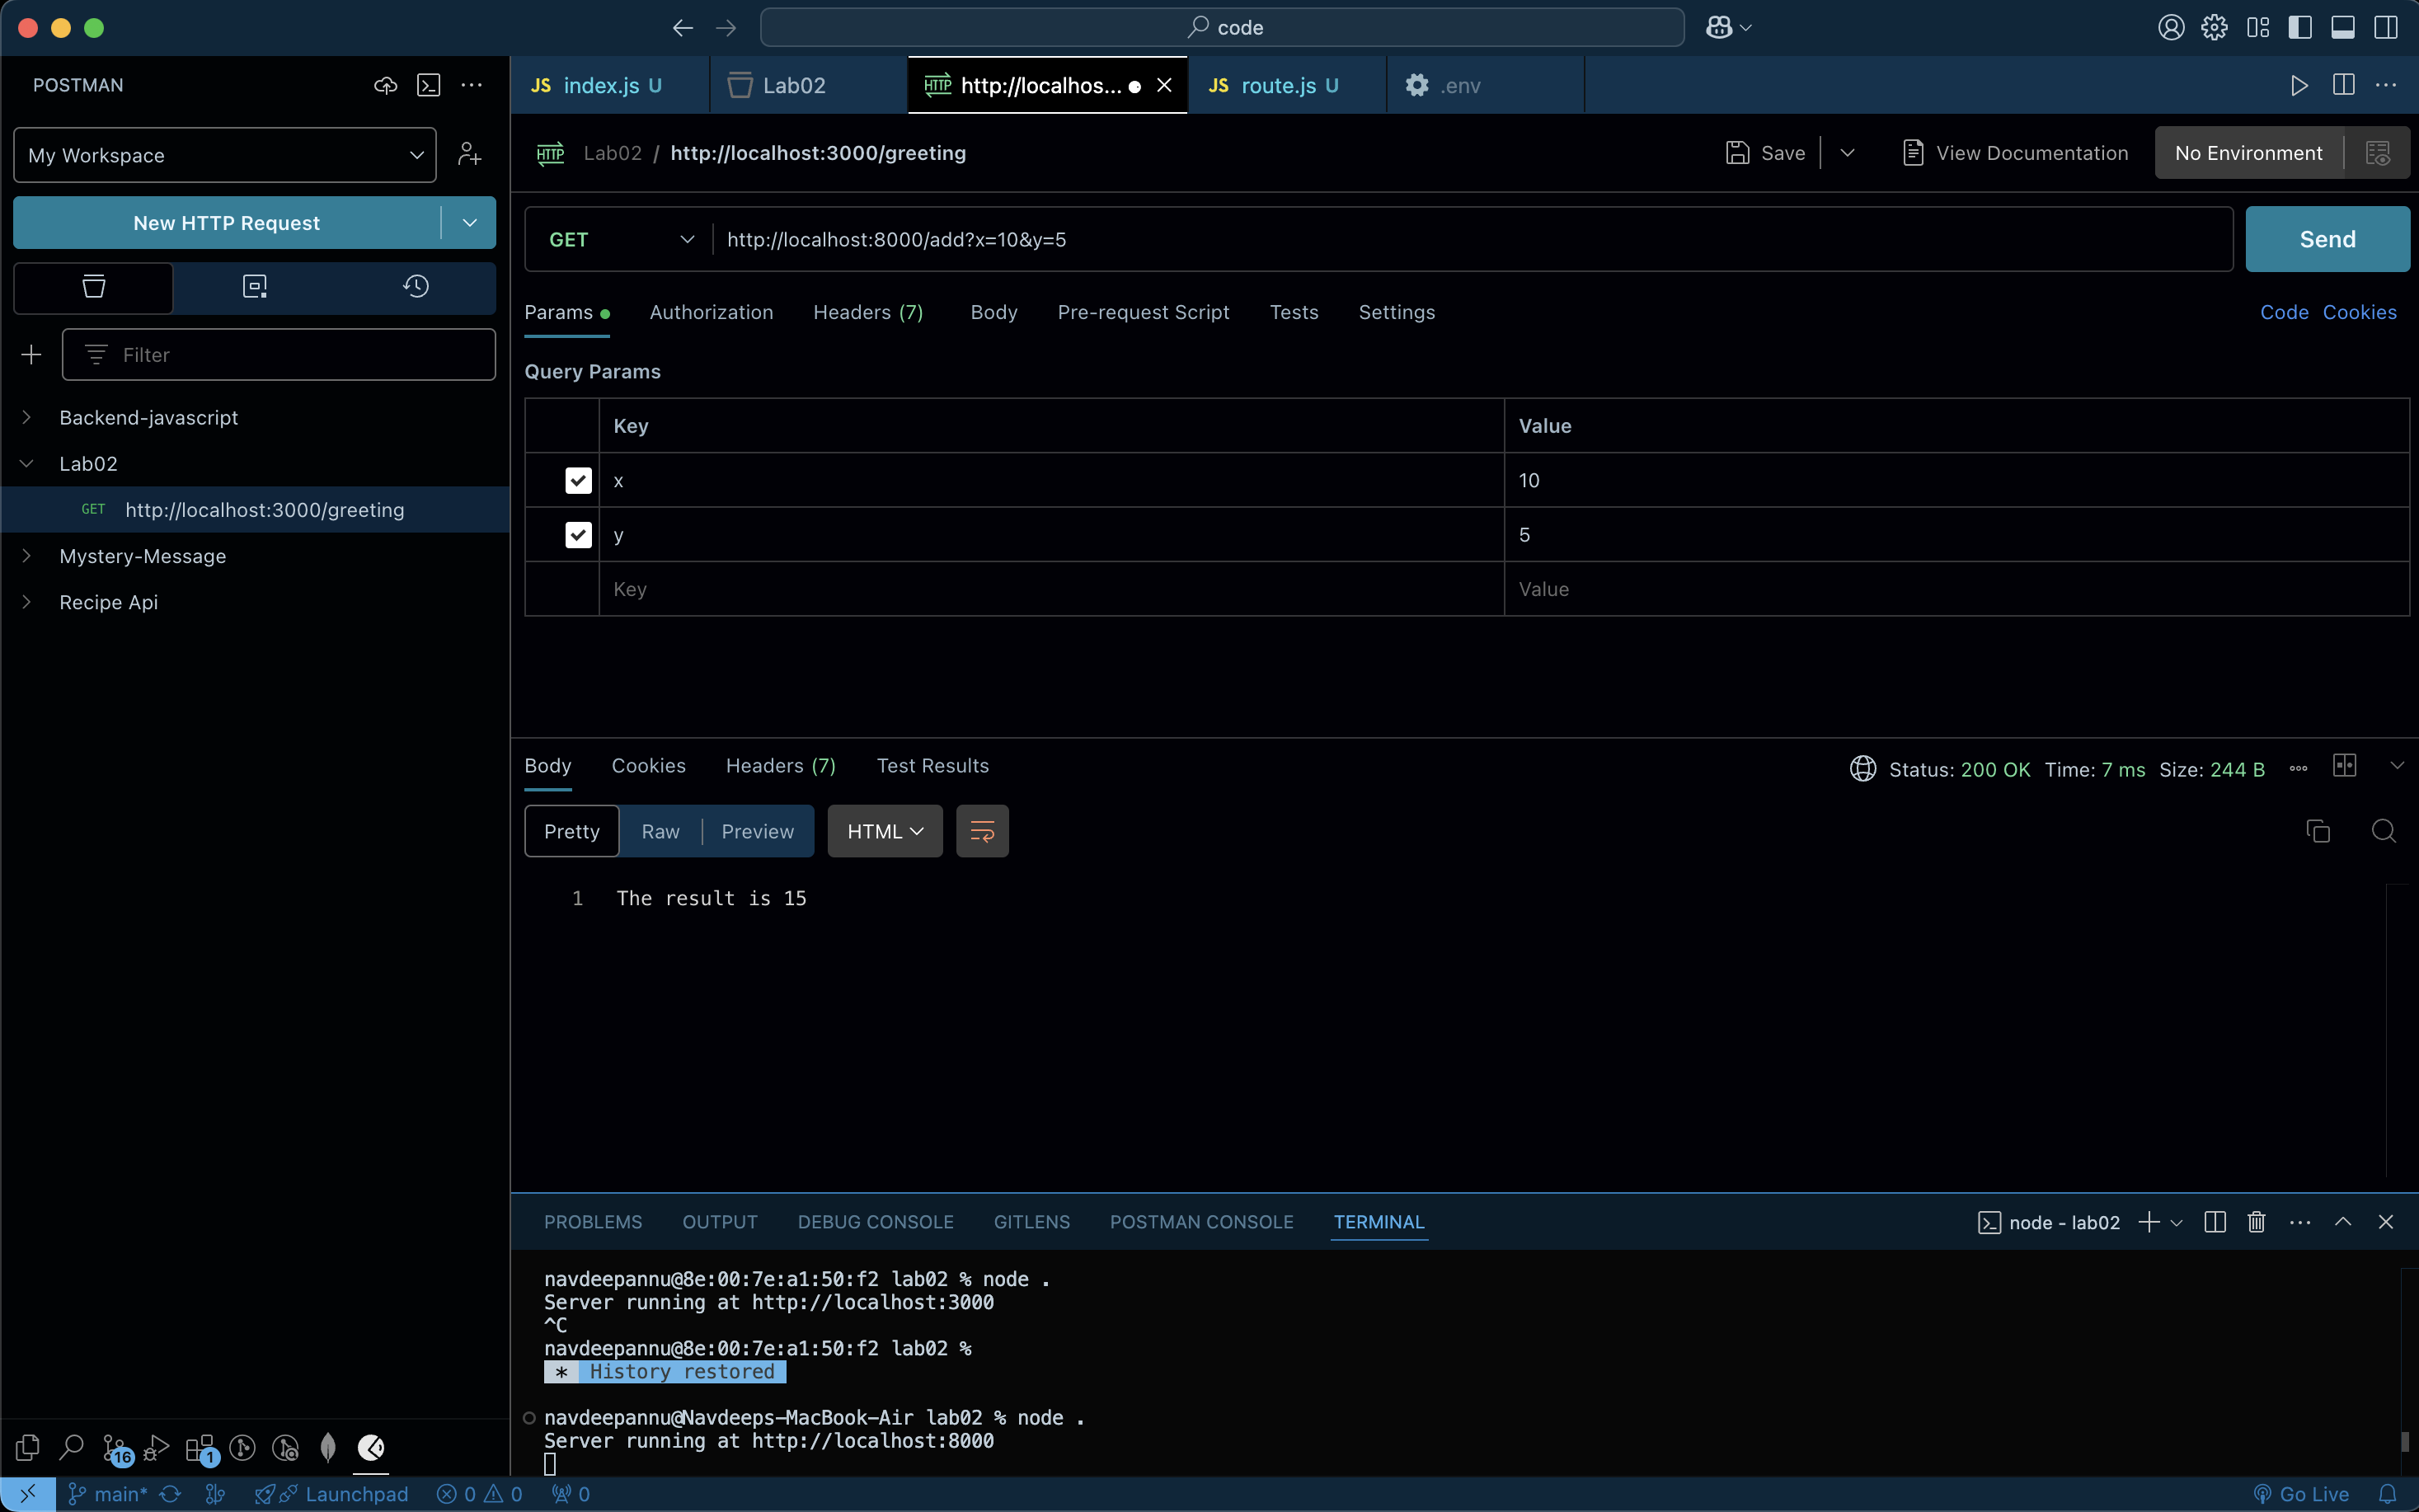 code
POSTMAN
My Workspace
New HTTP Request
Filter
Backend-javascript
Lab02
GET http://localhost:3000/greeting
Mystery-Message
Recipe Api
JS index.js U
Lab02
HTTP http://localhos...
JS route.js U
.env
HTTP Lab02 / http://localhost:3000/greeting
Save
View Documentation
No Environment
GET http://localhost:8000/add?x=10&y=5
Send
Params Authorization Headers (7) Body Pre-request Script Tests Settings
Code Cookies
Query Params
Key Value
x 10
y 5
Key Value
Body Cookies Headers (7) Test Results
Status: 200 OK Time: 7 ms Size: 244 B
Pretty Raw Preview HTML
1 The result is 15
PROBLEMS OUTPUT DEBUG CONSOLE GITLENS POSTMAN CONSOLE TERMINAL
node - lab02
navdeepannu@8e:00:7e:a1:50:f2 lab02 % node .
Server running at http://localhost:3000
^C
navdeepannu@8e:00:7e:a1:50:f2 lab02 %
* History restored
navdeepannu@Navdeeps-MacBook-Air lab02 % node .
Server running at http://localhost:8000
16 1
main* Launchpad 0 0 0
Go Live